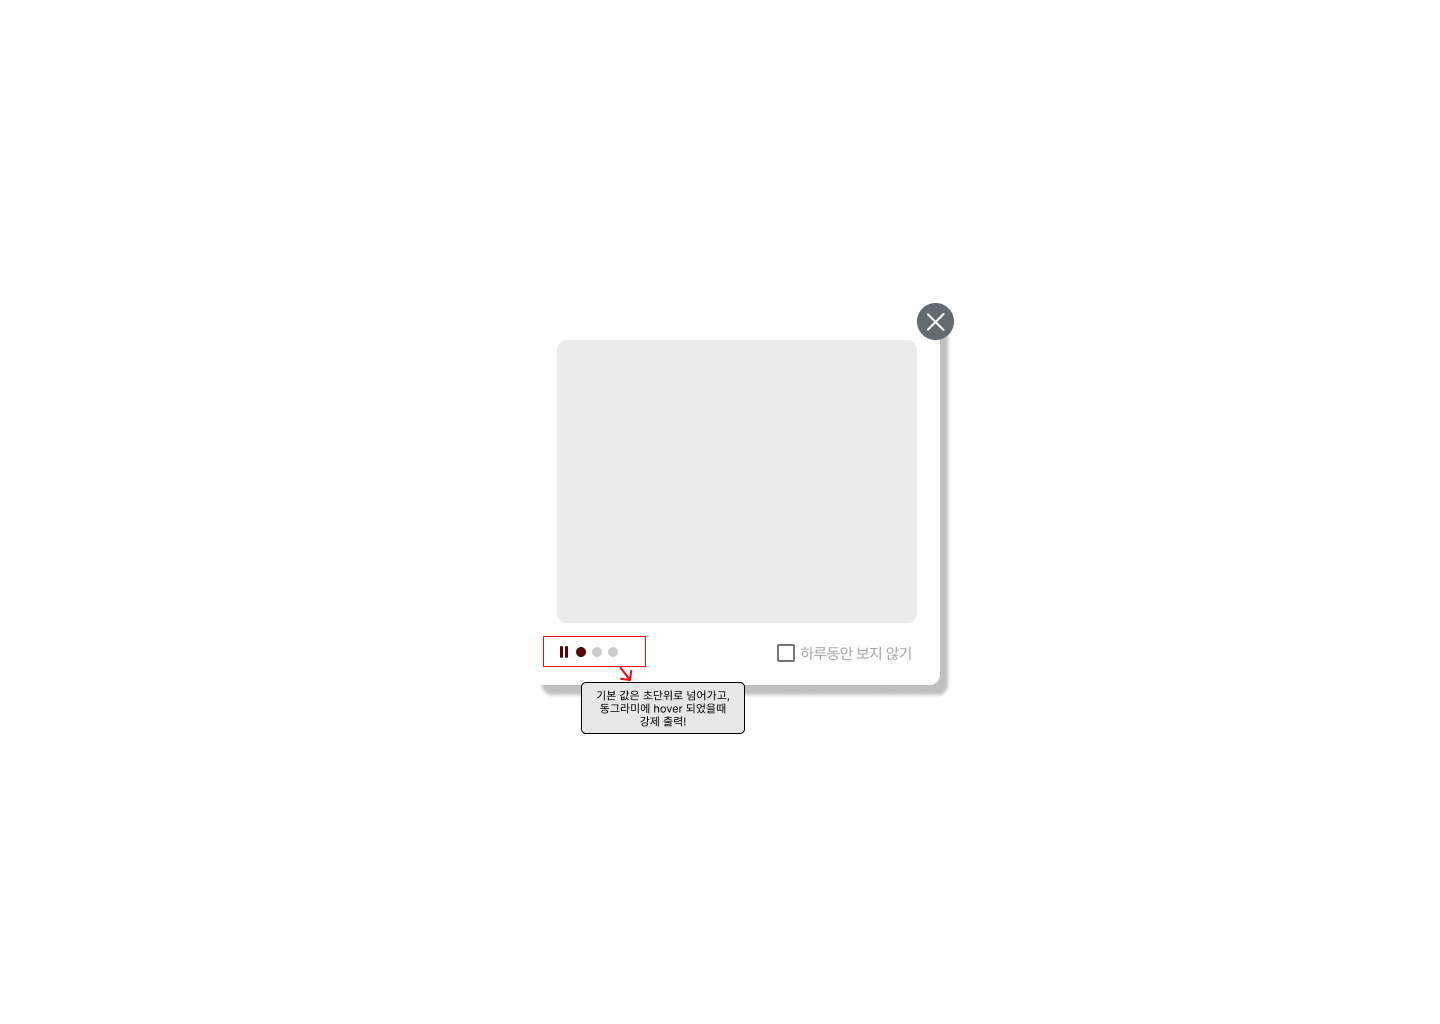 하루동안 보지 않기
기본 값은 초단위로 넘어가고,
동그라미에 hover 되었을때
강제 출력!